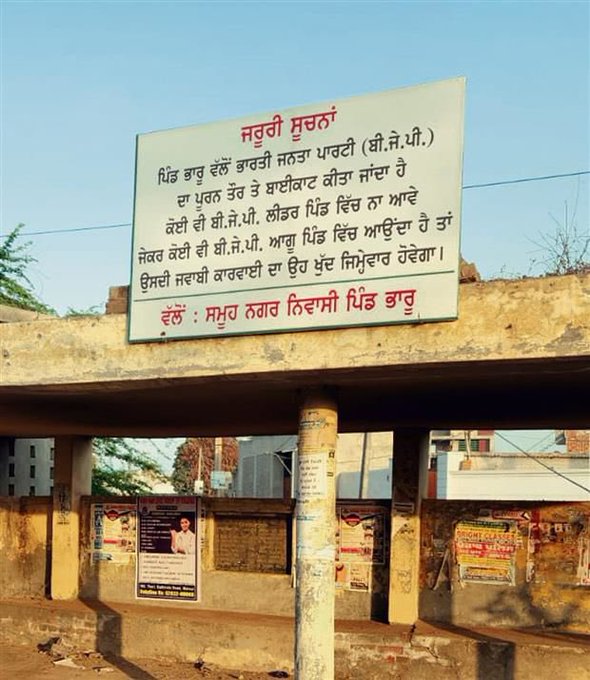 ਜਰੂਰੀ ਸੂਚਨਾਂ
ਪਿੰਡ ਭਾਰੂ ਵੱਲੋਂ ਭਾਰਤੀ ਜਨਤਾ ਪਾਰਟੀ (ਬੀ.ਜੇ.ਪੀ.)
ਦਾ ਪੂਰਨ ਤੌਰ ਤੇ ਬਾਈਕਾਟ ਕੀਤਾ ਜਾਂਦਾ ਹੈ
ਕੋਈ ਵੀ ਬੀ.ਜੇ.ਪੀ. ਲੀਡਰ ਪਿੰਡ ਵਿੱਚ ਨਾ ਆਵੇ
ਜੇਕਰ ਕੋਈ ਵੀ ਬੀ.ਜੇ.ਪੀ. ਆਗੂ ਪਿੰਡ ਵਿੱਚ ਆਉਂਦਾ ਹੈ ਤਾਂ
ਉਸਦੀ ਜਵਾਬੀ ਕਾਰਵਾਈ ਦਾ ਉਹ ਖੁੱਦ ਜਿਮ੍ਹੇਵਾਰ ਹੋਵੇਗਾ।
ਵੱਲੋਂ : ਸਮੂਹ ਨਗਰ ਨਿਵਾਸੀ ਪਿੰਡ ਭਾਰੂ